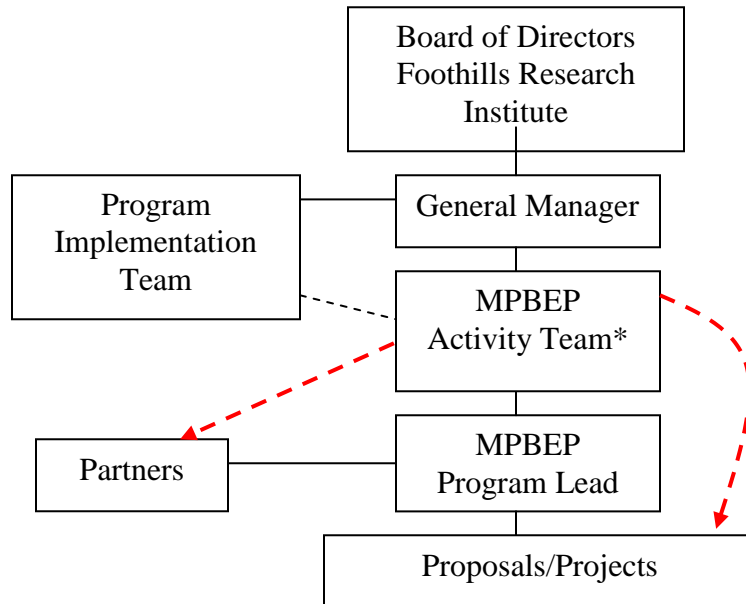 Board of Directors
Foothills Research
Institute
Program
Implementation
Team
General Manager
MPBEP
Activity Team*
Partners
MPBEP
Program Lead
Proposals/Projects